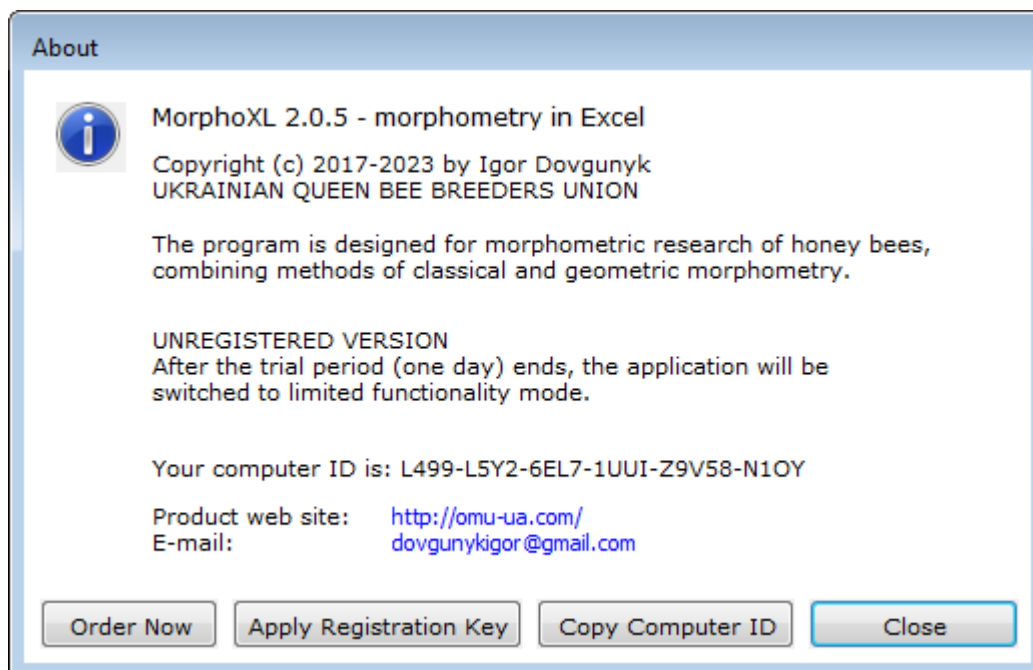 About
MorphoXL 2.0.5 - morphometry in Excel
Copyright (c) 2017-2023 by Igor Dovgunyk
UKRAINIAN QUEEN BEE BREEDERS UNION
The program is designed for morphometric research of honey bees,
combining methods of classical and geometric morphometry.
UNREGISTERED VERSION
After the trial period (one day) ends, the application will be
switched to limited functionality mode.
Your computer ID is: L499-L5Y2-6EL7-1UUI-Z9V58-N1OY
Product web site: http://omu-ua.com/
E-mail: dovgunykigor@gmail.com
Order Now Apply Registration Key Copy Computer ID Close